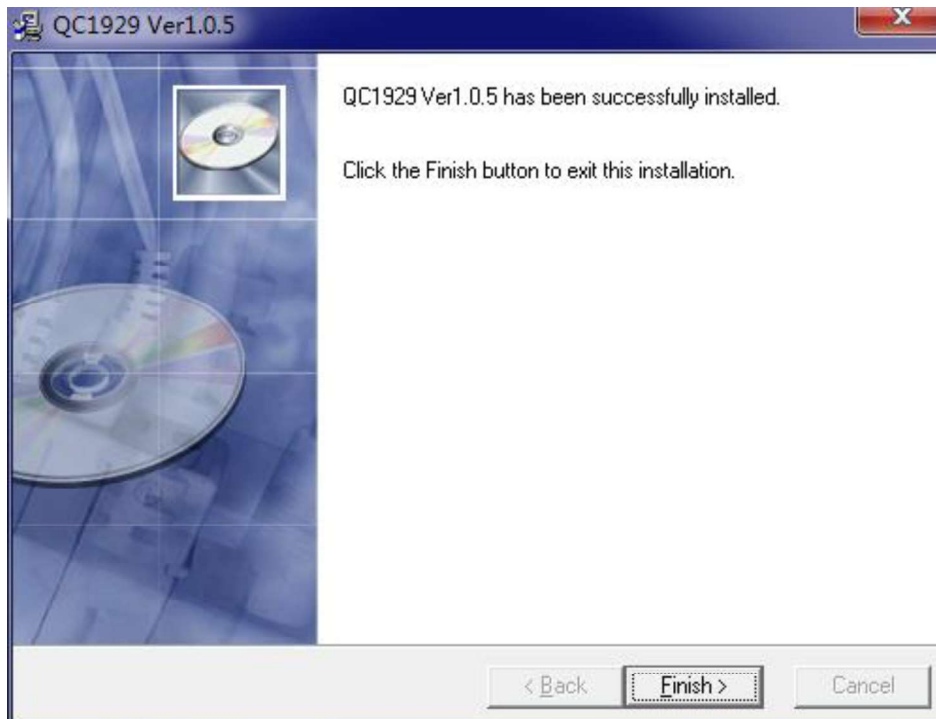 QC1929 Ver1.0.5
QC1929 Ver1.0.5 has been successfully installed.
Click the Finish button to exit this installation.
< Back
Finish >
Cancel